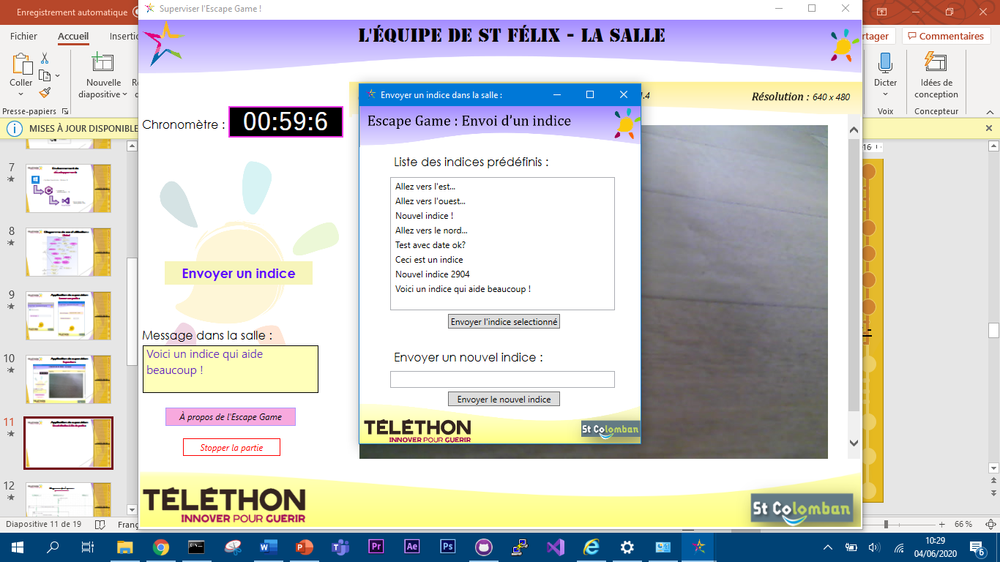 Enregistrement automatique
Superviser l'Escape Game !
Fichier
Accueil
Commentaires
Coller
Nouvelle
diapositive
Presse-papiers
Dicter
Voix
Idées de
conception
Concepteur
MISES À JOUR DISPONIBLE
L'ÉQUIPE DE ST FÉLIX - LA SALLE
Résolution : 640 x 480
Chronomètre :
00:59:6
Envoyer un indice
Message dans la salle :
Voici un indice qui aide
beaucoup !
À propos de l'Escape Game
Stopper la partie
TÉLÉTHON
INNOVER POUR GUÉRIR
St Colomban
Envoyer un indice dans la salle :
Escape Game : Envoi d'un indice
Liste des indices prédéfinis :
Allez vers l'est...
Allez vers l'ouest...
Nouvel indice !
Allez vers le nord...
Test avec date ok?
Ceci est un indice
Nouvel indice 2904
Voici un indice qui aide beaucoup !
Envoyer l'indice selectionné
Envoyer un nouvel indice :
Envoyer le nouvel indice
TÉLÉTHON
INNOVER POUR GUÉRIR
St Colomban
7
8
9
10
11
12
16
Diapositive 11 de 19
66 %
Pr
Ae
Ps
10:29
04/06/2020
6